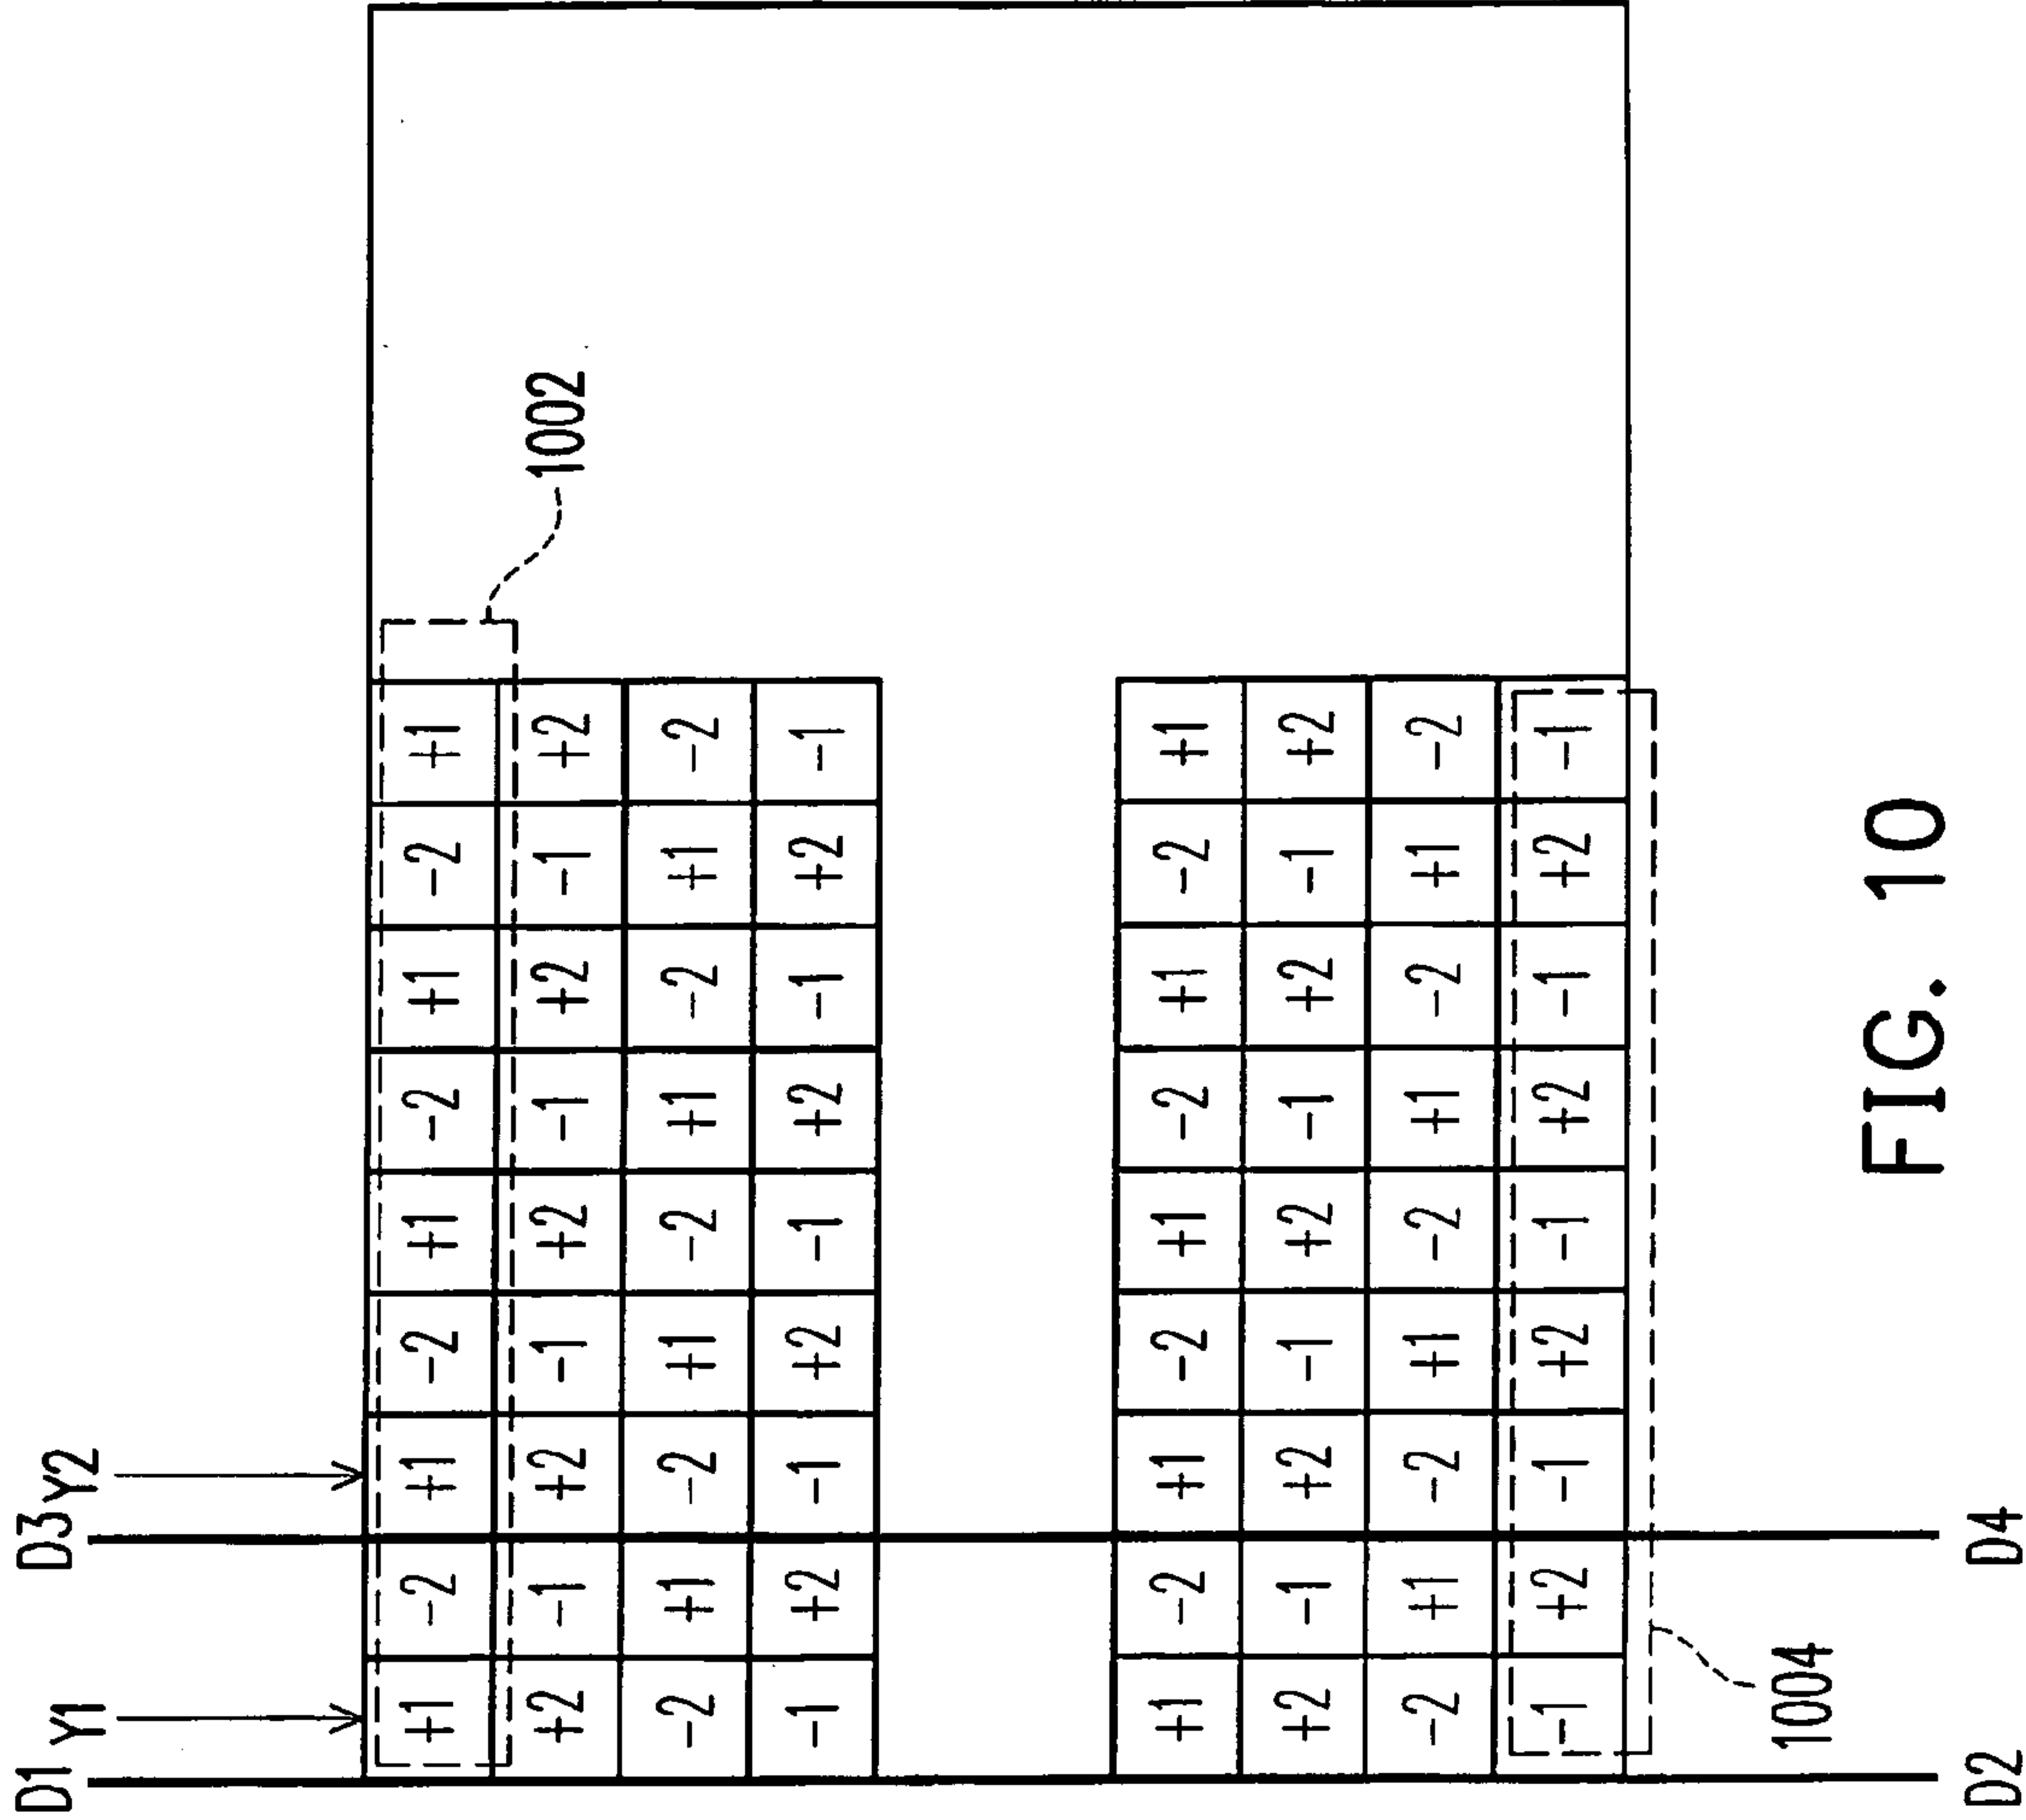 D1 Y1 D3 Y2
+1 -2 +1 -2 +1 -2 +1 -2 +1
1002
+2 -1 +2 -1 +2 -1 +2 -1 +2
-2 +1 -2 +1 -2 +1 -2 +1 -2
-1 +2 -1 +2 -1 +2 -1 +2 -1
+1 -2 +1 -2 +1 -2 +1 -2 +1
+2 -1 +2 -1 +2 -1 +2 -1 +2
-2 +1 -2 +1 -2 +1 -2 +1 -2
-1 +2 -1 +2 -1 +2 -1 +2 -1
1004
D2 D4
FIG. 10